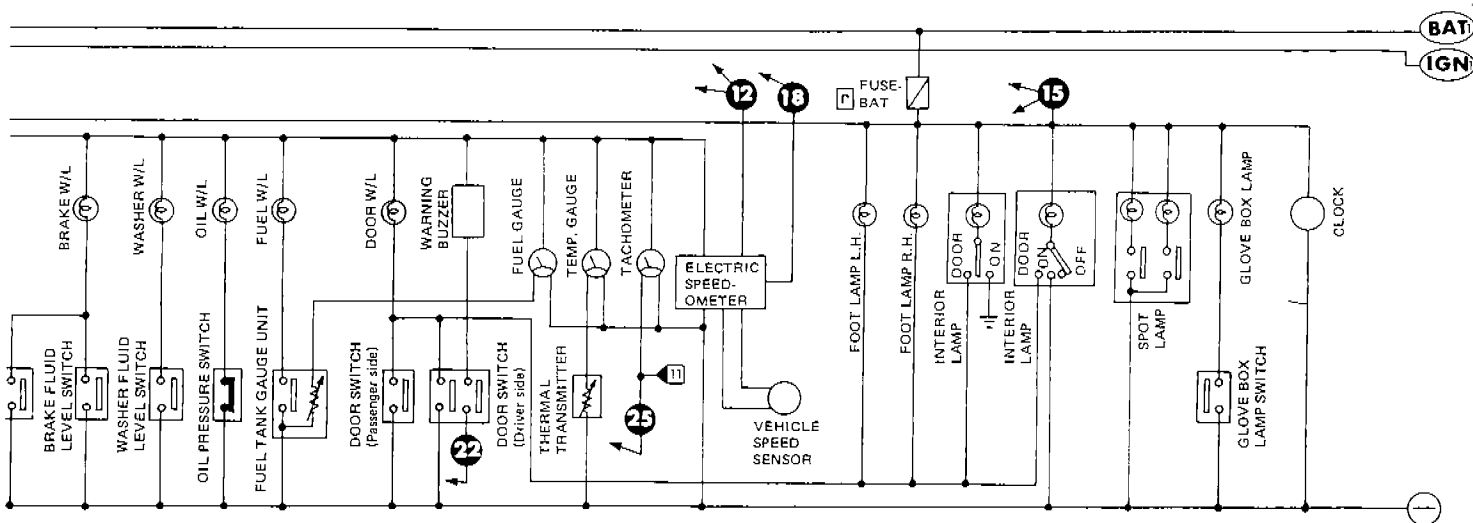 BAT
IGN
12
18
r
FUSE-
BAT
15
BRAKE W/L
WASHER W/L
OIL W/L
FUEL W/L
DOOR W/L
WARNING
BUZZER
FUEL GAUGE
TEMP. GAUGE
TACHOMETER
ELECTRIC
SPEED-
OMETER
FOOT LAMP L.H.
FOOT LAMP R.H.
DOOR
ON
INTERIOR
LAMP
DOOR
ON
OFF
INTERIOR
LAMP
SPOT
LAMP
GLOVE BOX LAMP
CLOCK
BRAKE FLUID
LEVEL SWITCH
WASHER FLUID
LEVEL SWITCH
OIL PRESSURE SWITCH
FUEL TANK GAUGE UNIT
DOOR SWITCH
(Passenger side)
22
DOOR SWITCH
(Driver side)
THERMAL
TRANSMITTER
11
25
VEHICLE
SPEED
SENSOR
GLOVE BOX
LAMP SWITCH